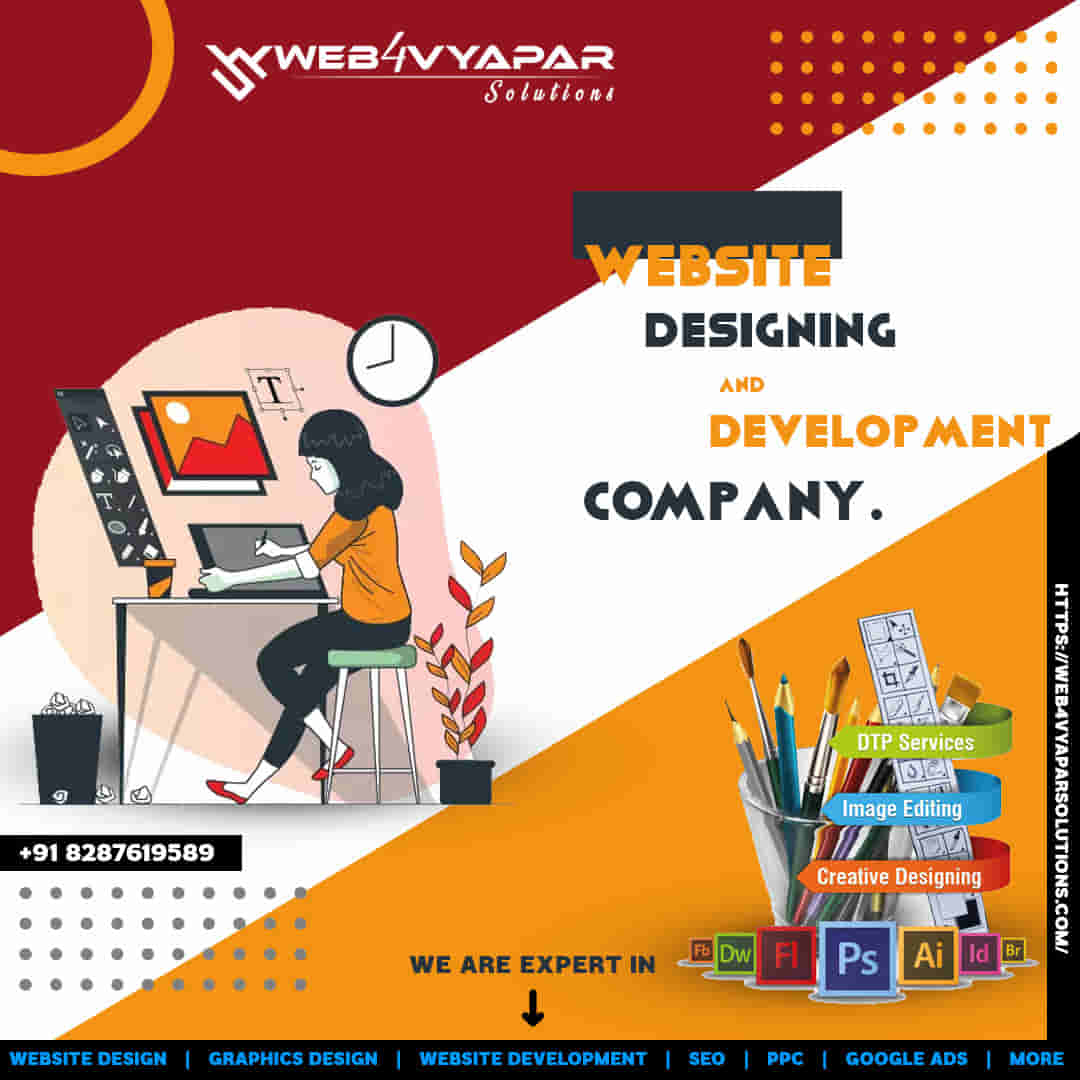 WEB4VYAPAR
Solutions
WEBSITE
DESIGNING
AND
DEVELOPMENT
COMPANY.
T
T
HTTPS://WEB4VYAPARSOLUTIONS.COM/
DTP Services
Image Editing
Creative Designing
+91 8287619589
Fb Dw Fl Ps Ai Id Br
WE ARE EXPERT IN
WEBSITE DESIGN | GRAPHICS DESIGN | WEBSITE DEVELOPMENT | SEO | PPC | GOOGLE ADS | MORE